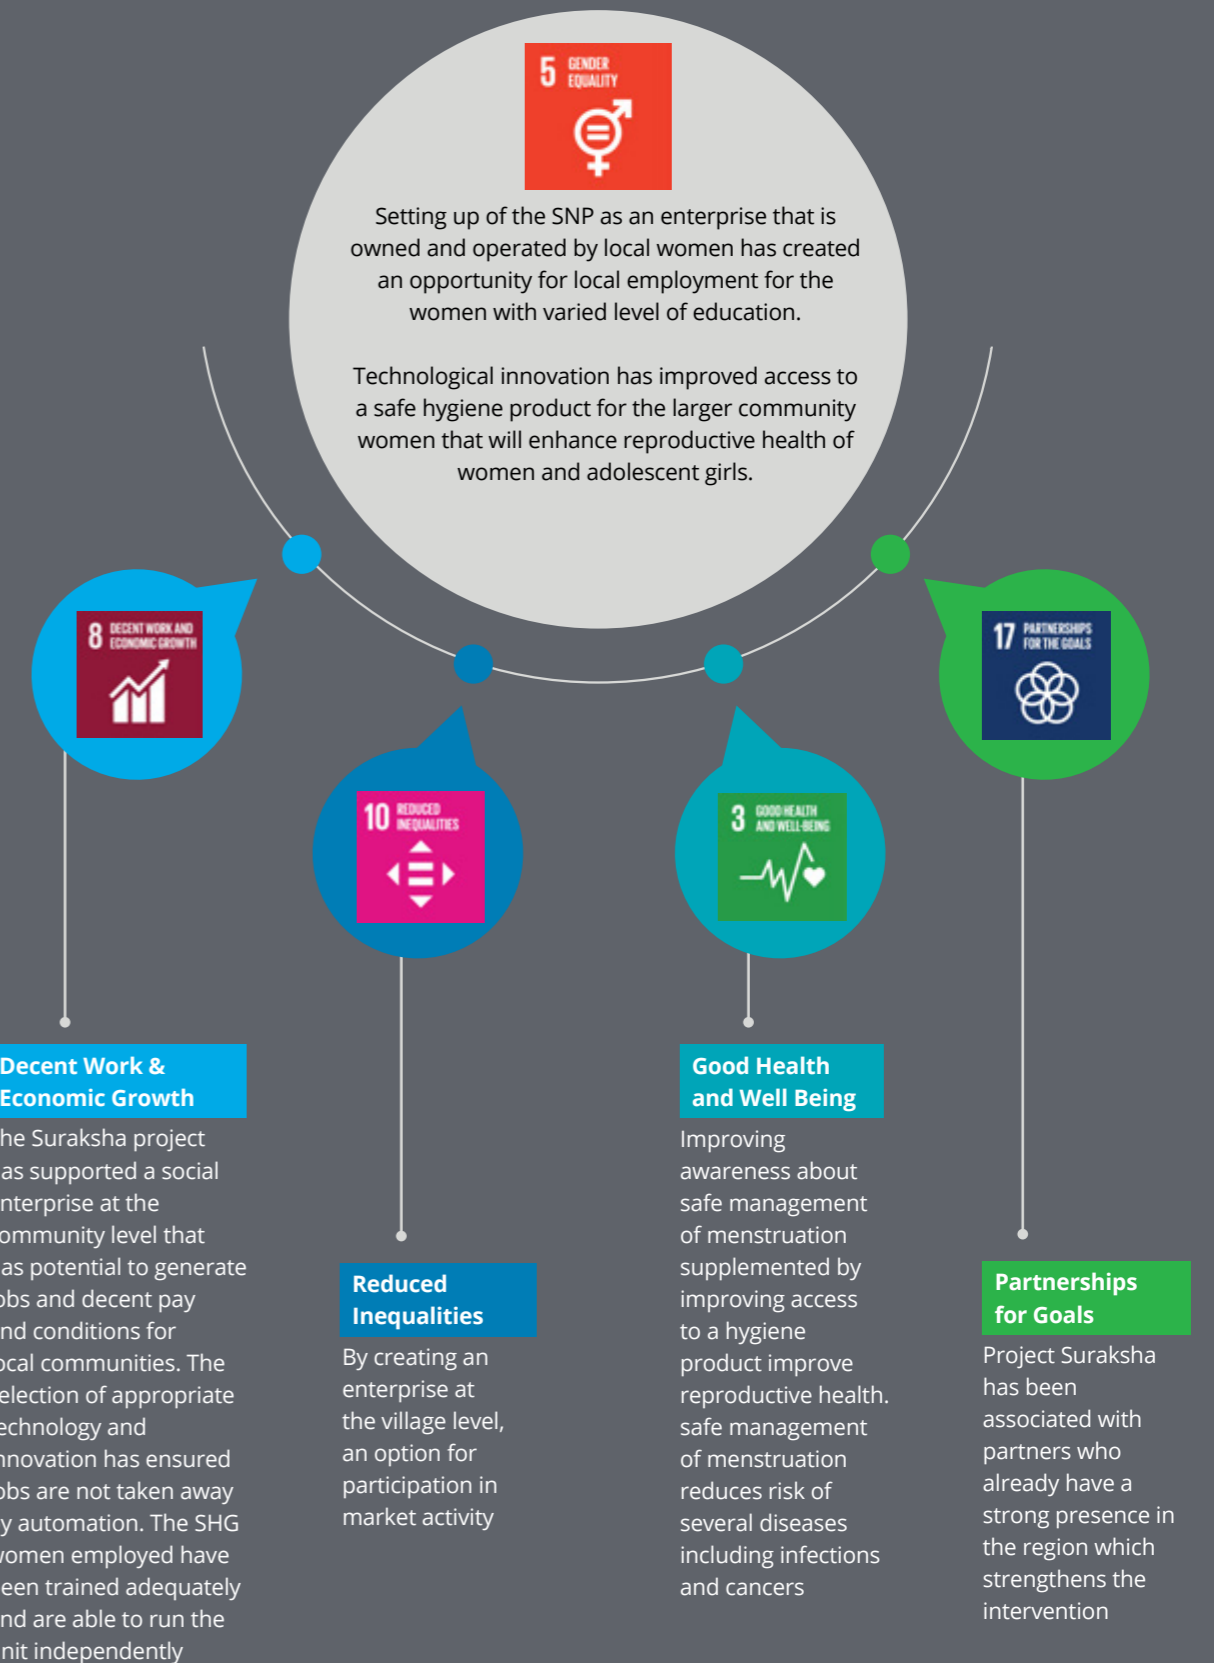 5 GENDER
EQUALITY
Setting up of the SNP as an enterprise that is
owned and operated by local women has created
an opportunity for local employment for the
women with varied level of education.
Technological innovation has improved access to
a safe hygiene product for the larger community
women that will enhance reproductive health of
women and adolescent girls.
8 DECENT WORK AND
ECONOMIC GROWTH
10 REDUCED
INEQUALITIES
3 GOOD HEALTH
AND WELL-BEING
17 PARTNERSHIPS
FOR THE GOALS
Decent Work &
Economic Growth
he Suraksha project
as supported a social
nterprise at the
ommunity level that
as potential to generate
obs and decent pay
nd conditions for
ocal communities. The
election of appropriate
echnology and
nnovation has ensured
obs are not taken away
y automation. The SHG
omen employed have
een trained adequately
nd are able to run the
nit independently
Reduced
Inequalities
By creating an
enterprise at
the village level,
an option for
participation in
market activity
Good Health
and Well Being
Improving
awareness about
safe management
of menstruation
supplemented by
improving access
to a hygiene
product improve
reproductive health.
safe management
of menstruation
reduces risk of
several diseases
including infections
and cancers
Partnerships
for Goals
Project Suraksha
has been
associated with
partners who
already have a
strong presence in
the region which
strengthens the
intervention